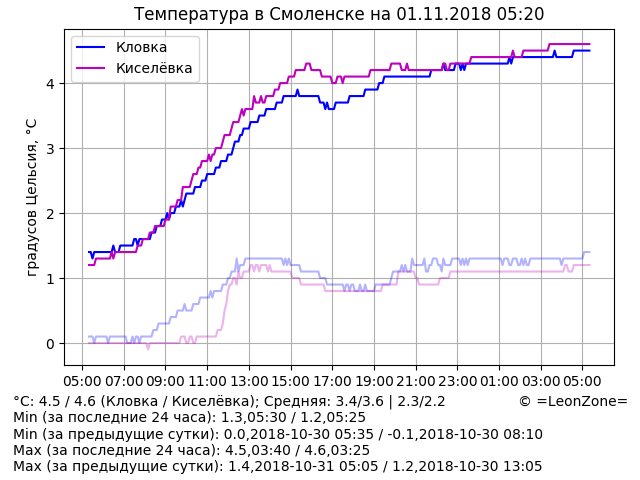 Температура в Смоленске на 01.11.2018 05:20
Кловка
Киселёвка
градусов Цельсия, °C
4
3
2
1
0
05:00 07:00 09:00 11:00 13:00 15:00 17:00 19:00 21:00 23:00 01:00 03:00 05:00
°C: 4.5 / 4.6 (Кловка / Киселёвка); Средняя: 3.4/3.6 | 2.3/2.2 © =LeonZone=
Min (за последние 24 часа): 1.3,05:30 / 1.2,05:25
Min (за предыдущие сутки): 0.0,2018-10-30 05:35 / -0.1,2018-10-30 08:10
Max (за последние 24 часа): 4.5,03:40 / 4.6,03:25
Max (за предыдущие сутки): 1.4,2018-10-31 05:05 / 1.2,2018-10-30 13:05